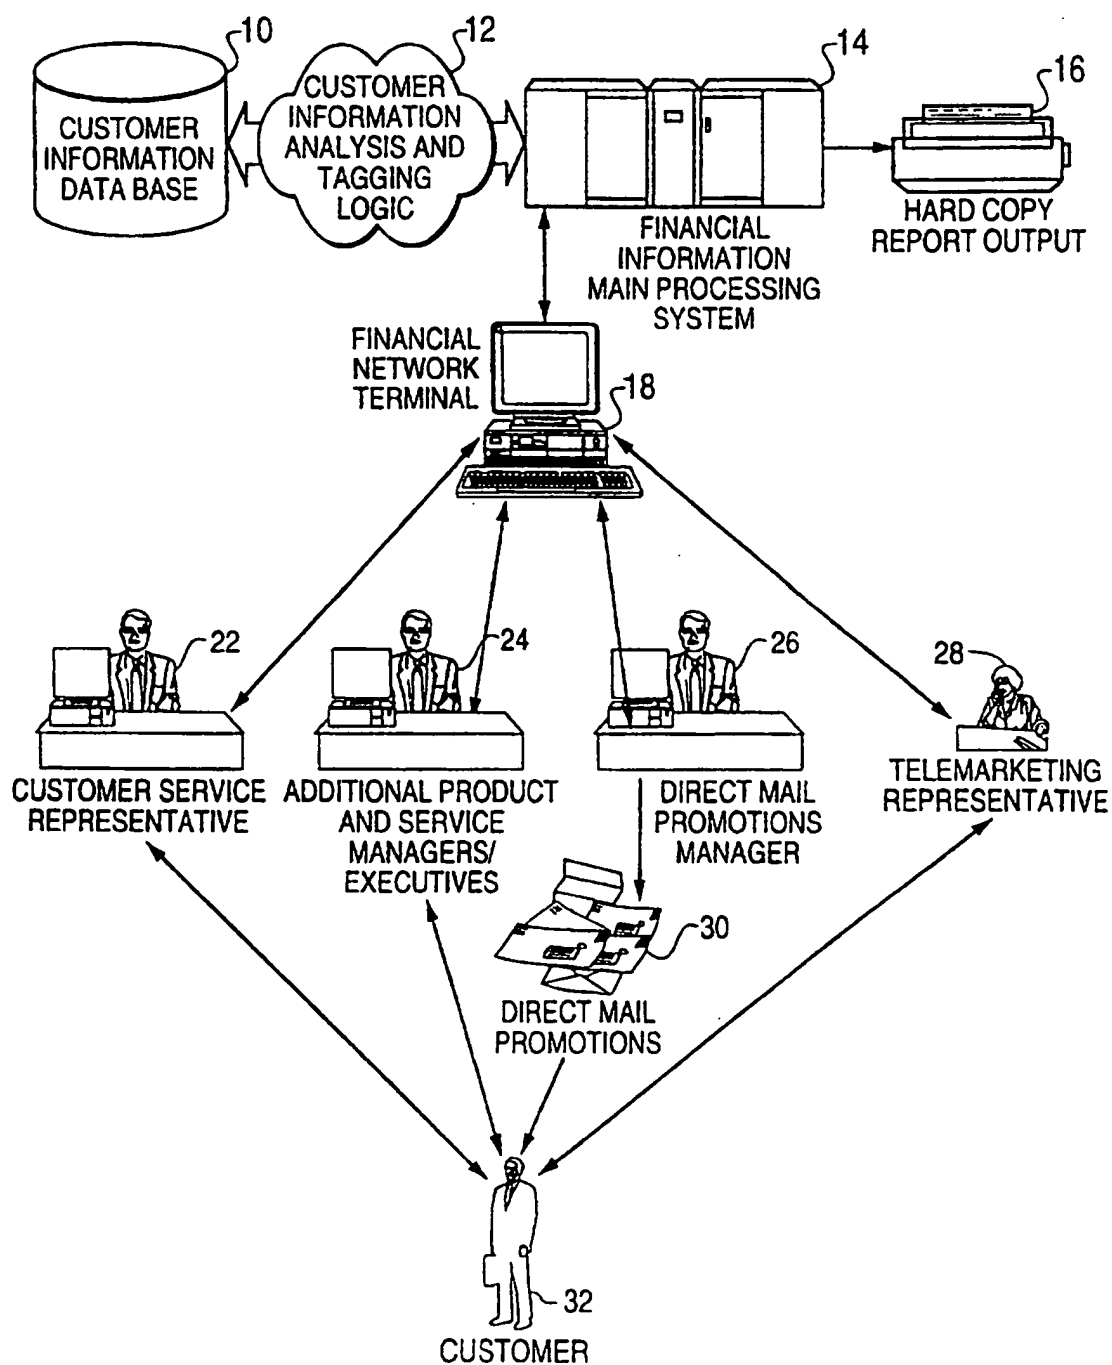 10
12
14
16
CUSTOMER
INFORMATION
DATA BASE
CUSTOMER
INFORMATION
ANALYSIS AND
TAGGING
LOGIC
FINANCIAL
INFORMATION
MAIN PROCESSING
SYSTEM
HARD COPY
REPORT OUTPUT
FINANCIAL
NETWORK
TERMINAL
18
22
24
26
28
CUSTOMER SERVICE
REPRESENTATIVE
ADDITIONAL PRODUCT
AND SERVICE
MANAGERS/
EXECUTIVES
DIRECT MAIL
PROMOTIONS
MANAGER
TELEMARKETING
REPRESENTATIVE
30
DIRECT MAIL
PROMOTIONS
32
CUSTOMER